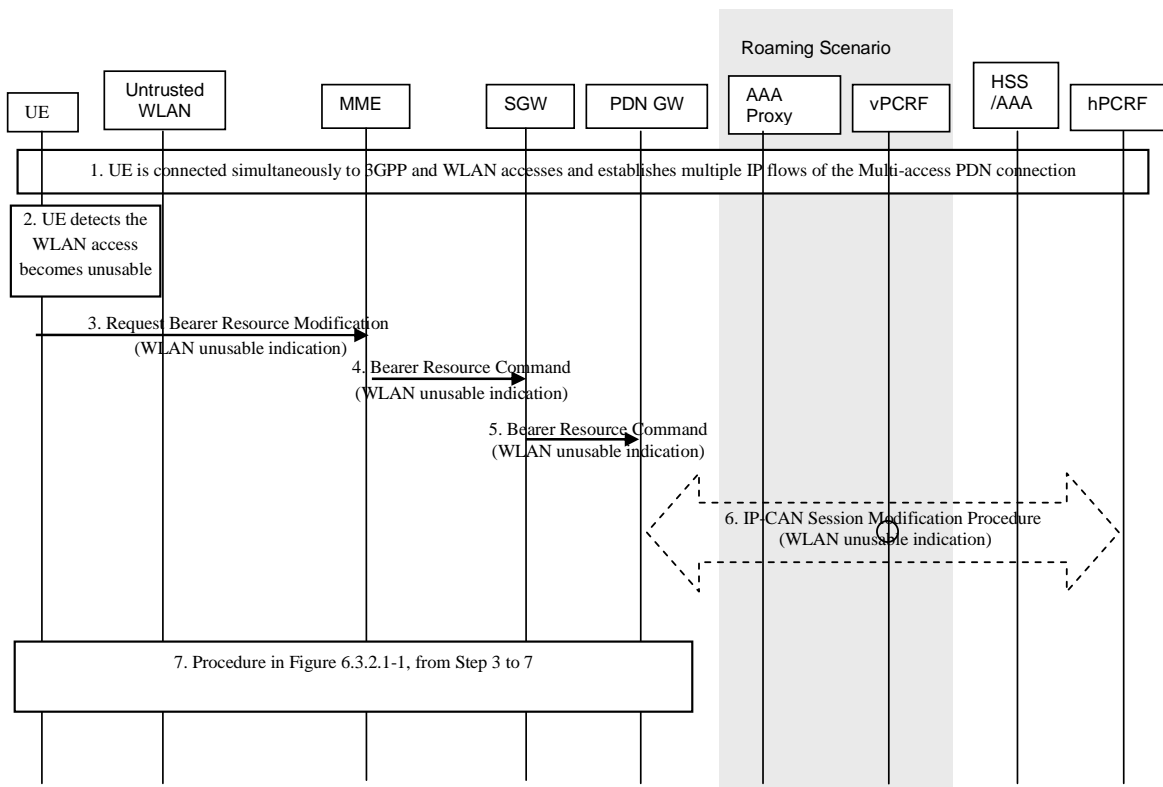 Roaming Scenario
UE
Untrusted
WLAN
MME
SGW
PDN GW
AAA
Proxy
vPCRF
HSS
/AAA
hPCRF
1. UE is connected simultaneously to 3GPP and WLAN accesses and establishes multiple IP flows of the Multi-access PDN connection
2. UE detects the
WLAN access
becomes unusable
3. Request Bearer Resource Modification
(WLAN unusable indication)
4. Bearer Resource Command
(WLAN unusable indication)
5. Bearer Resource Command
(WLAN unusable indication)
6. IP-CAN Session Modification Procedure
(WLAN unusable indication)
7. Procedure in Figure 6.3.2.1-1, from Step 3 to 7